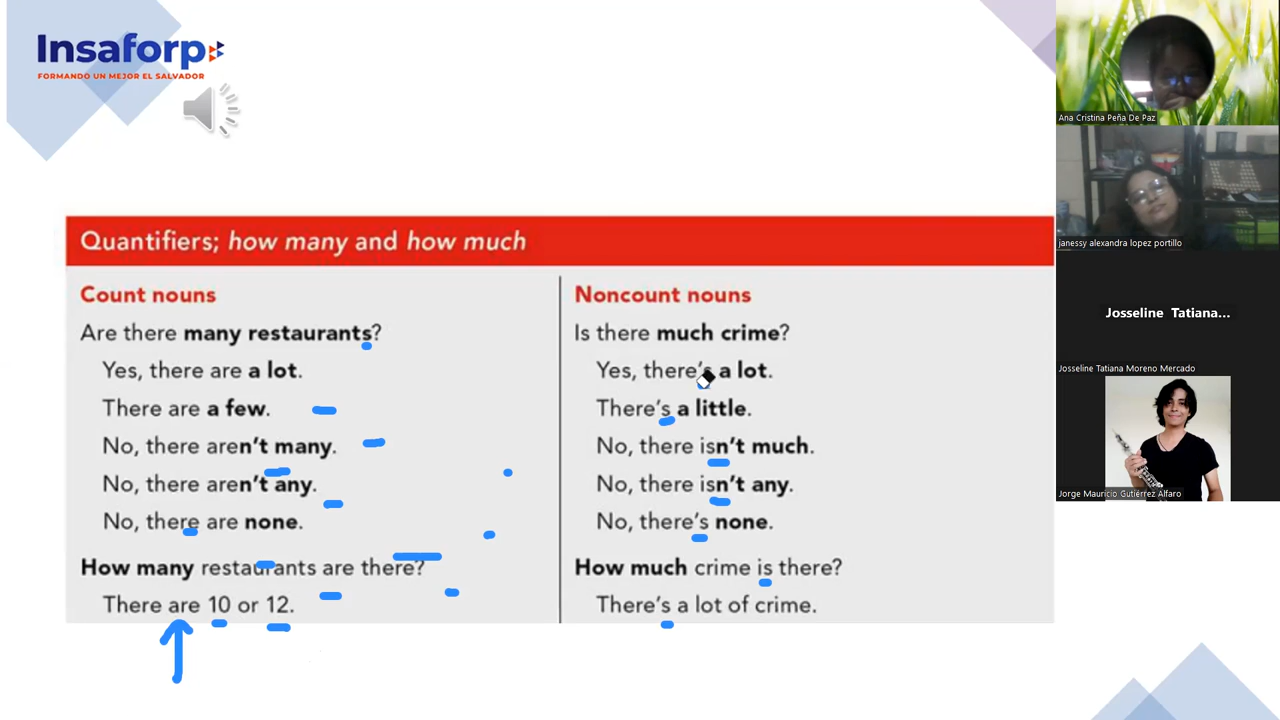 Insaforp
FORMANDO UN MEJOR EL SALVADOR
Quantifiers; how many and how much
Count nouns
Are there many restaurants?
Yes, there are a lot.
There are a few.
No, there aren't many.
No, there aren't any.
No, there are none.
How many restaurants are there?
There are 10 or 12.
Noncount nouns
Is there much crime?
Yes, there's a lot.
There's a little.
No, there isn't much.
No, there isn't any.
No, there's none.
How much crime is there?
There's a lot of crime.
Ana Cristina Peña De Paz
janessy alexandra lopez portillo
Josseline Tatiana...
Josseline Tatiana Moreno Mercado
Jorge Mauricio Gutiérrez Alfaro